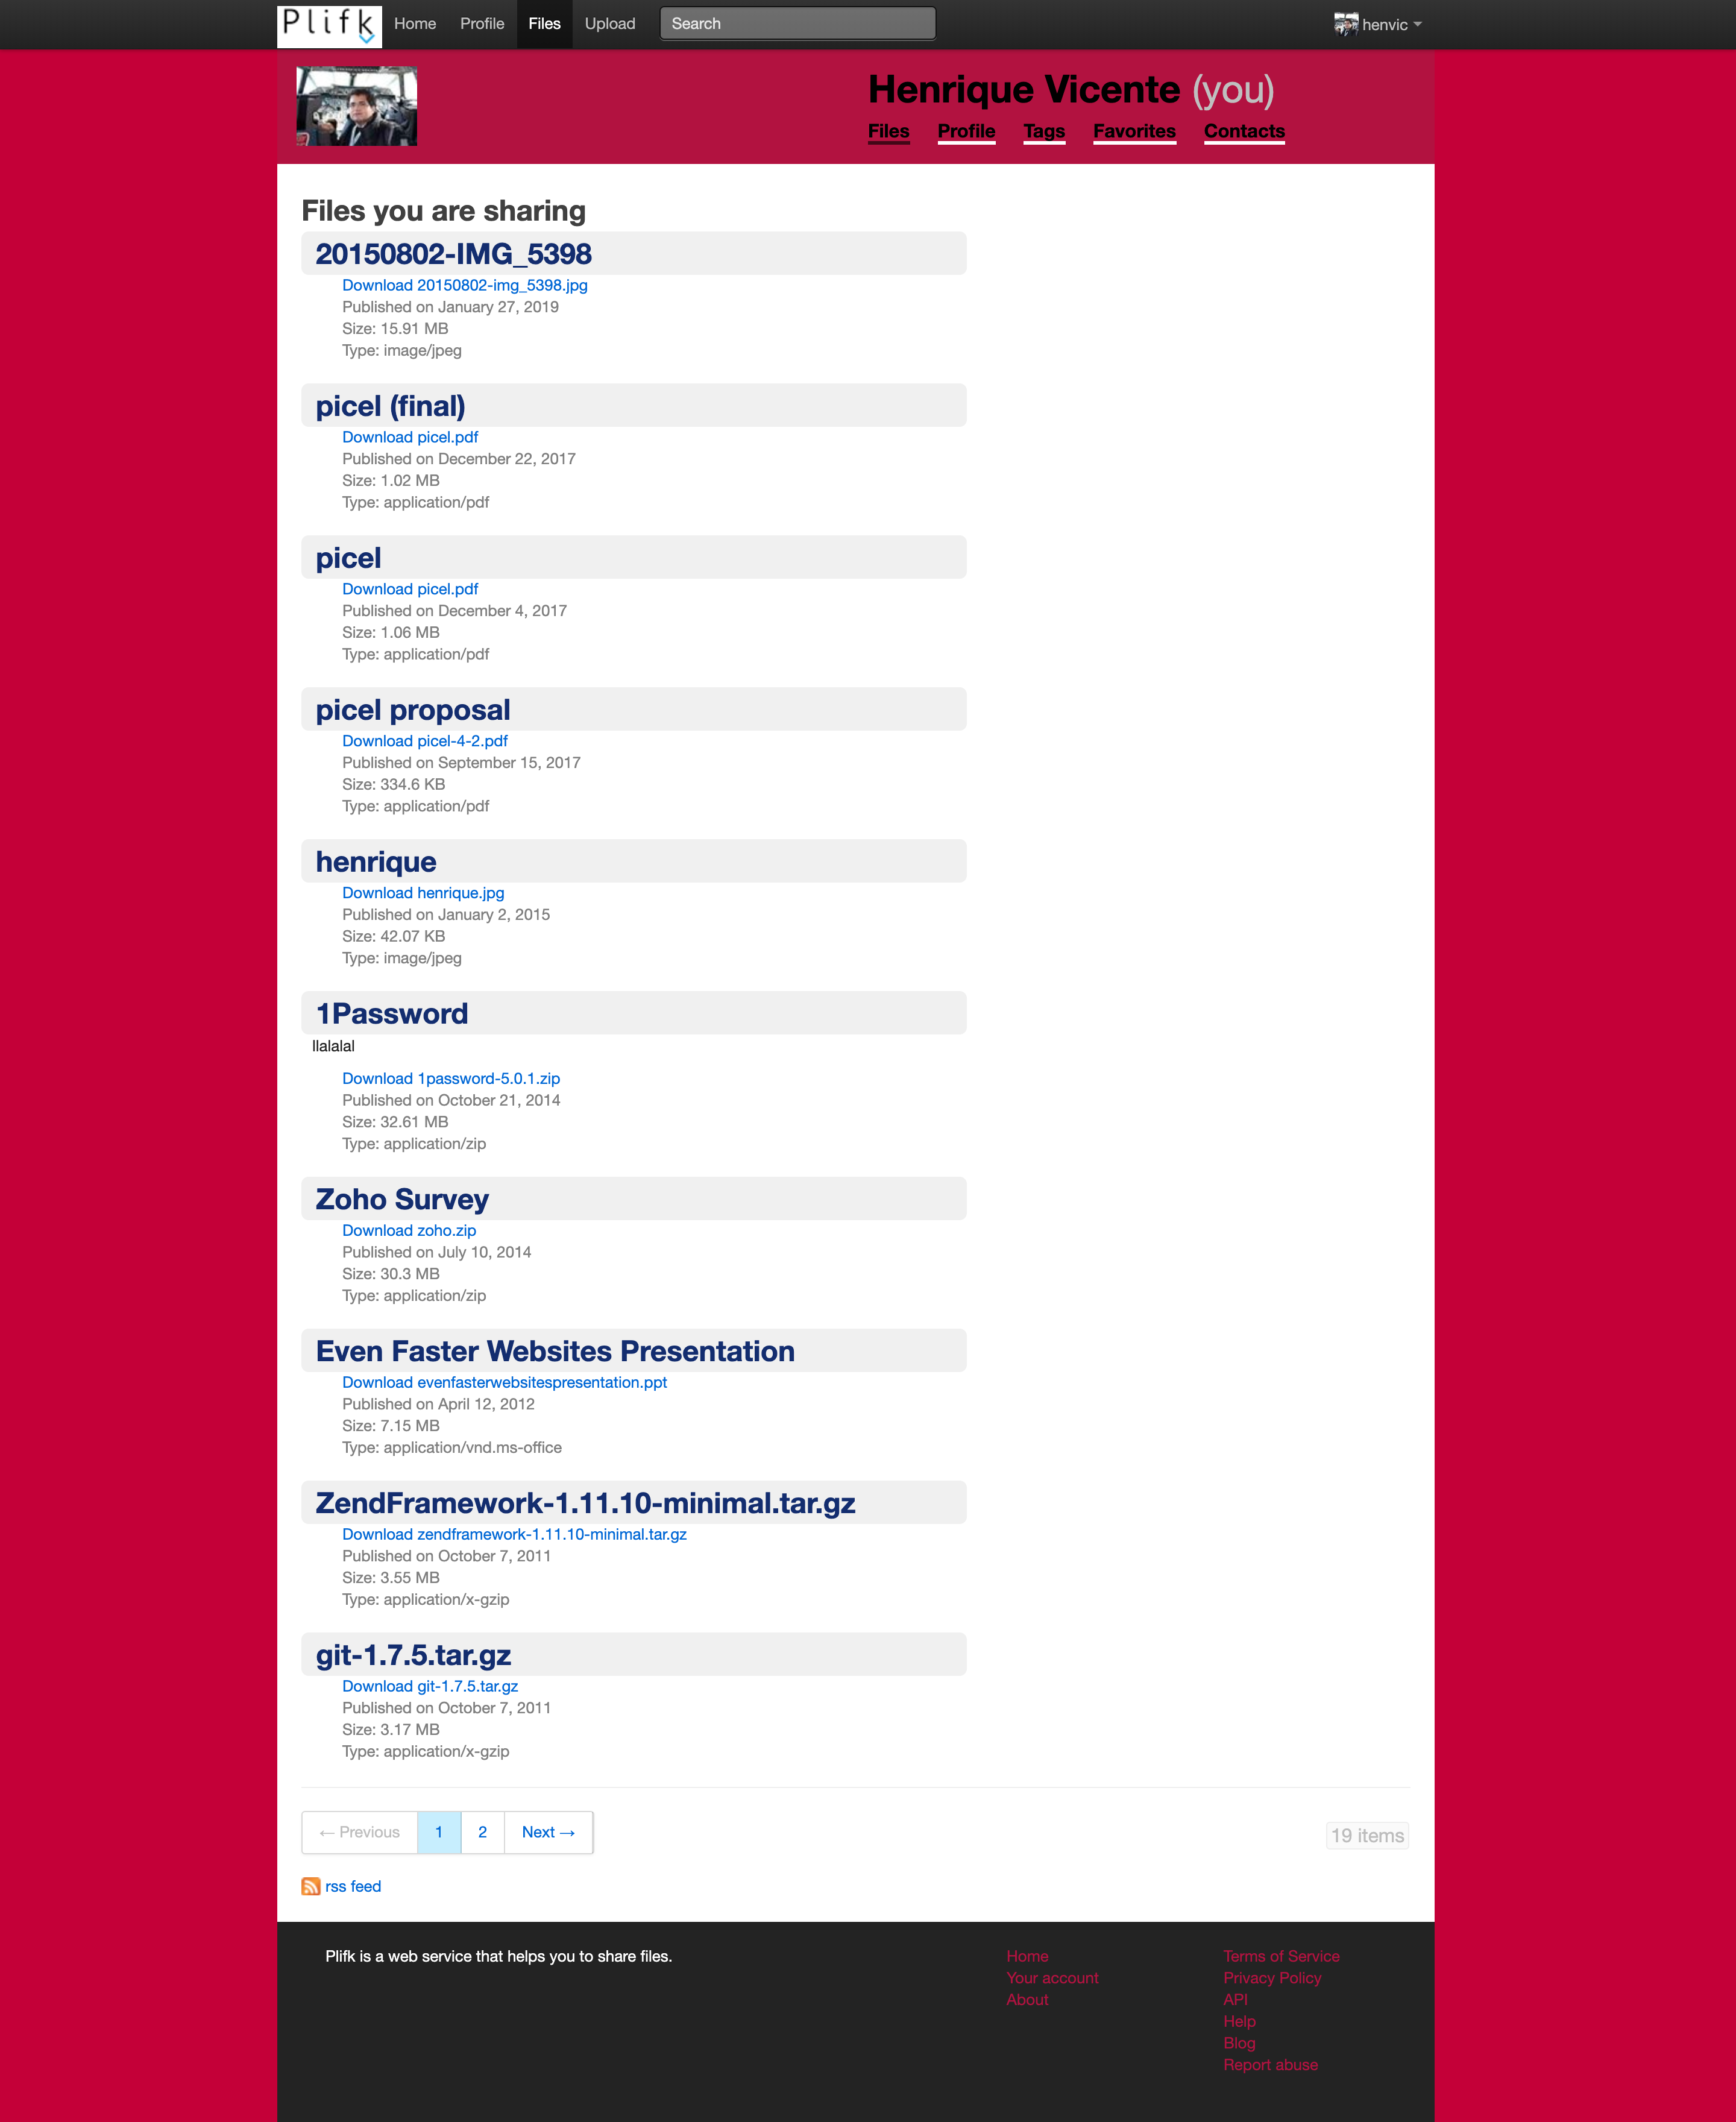 Plifk Home Profile Files Upload Search henvic
Henrique Vicente (you)
Files Profile Tags Favorites Contacts
Files you are sharing
20150802-IMG_5398
Download 20150802-img_5398.jpg
Published on January 27, 2019
Size: 15.91 MB
Type: image/jpeg
picel (final)
Download picel.pdf
Published on December 22, 2017
Size: 1.02 MB
Type: application/pdf
picel
Download picel.pdf
Published on December 4, 2017
Size: 1.06 MB
Type: application/pdf
picel proposal
Download picel-4-2.pdf
Published on September 15, 2017
Size: 334.6 KB
Type: application/pdf
henrique
Download henrique.jpg
Published on January 2, 2015
Size: 42.07 KB
Type: image/jpeg
1Password
llalalal
Download 1password-5.0.1.zip
Published on October 21, 2014
Size: 32.61 MB
Type: application/zip
Zoho Survey
Download zoho.zip
Published on July 10, 2014
Size: 30.3 MB
Type: application/zip
Even Faster Websites Presentation
Download evenfasterwebsitespresentation.ppt
Published on April 12, 2012
Size: 7.15 MB
Type: application/vnd.ms-office
ZendFramework-1.11.10-minimal.tar.gz
Download zendframework-1.11.10-minimal.tar.gz
Published on October 7, 2011
Size: 3.55 MB
Type: application/x-gzip
git-1.7.5.tar.gz
Download git-1.7.5.tar.gz
Published on October 7, 2011
Size: 3.17 MB
Type: application/x-gzip
← Previous 1 2 Next → 19 items
rss feed
Plifk is a web service that helps you to share files.
Home
Your account
About
Terms of Service
Privacy Policy
API
Help
Blog
Report abuse